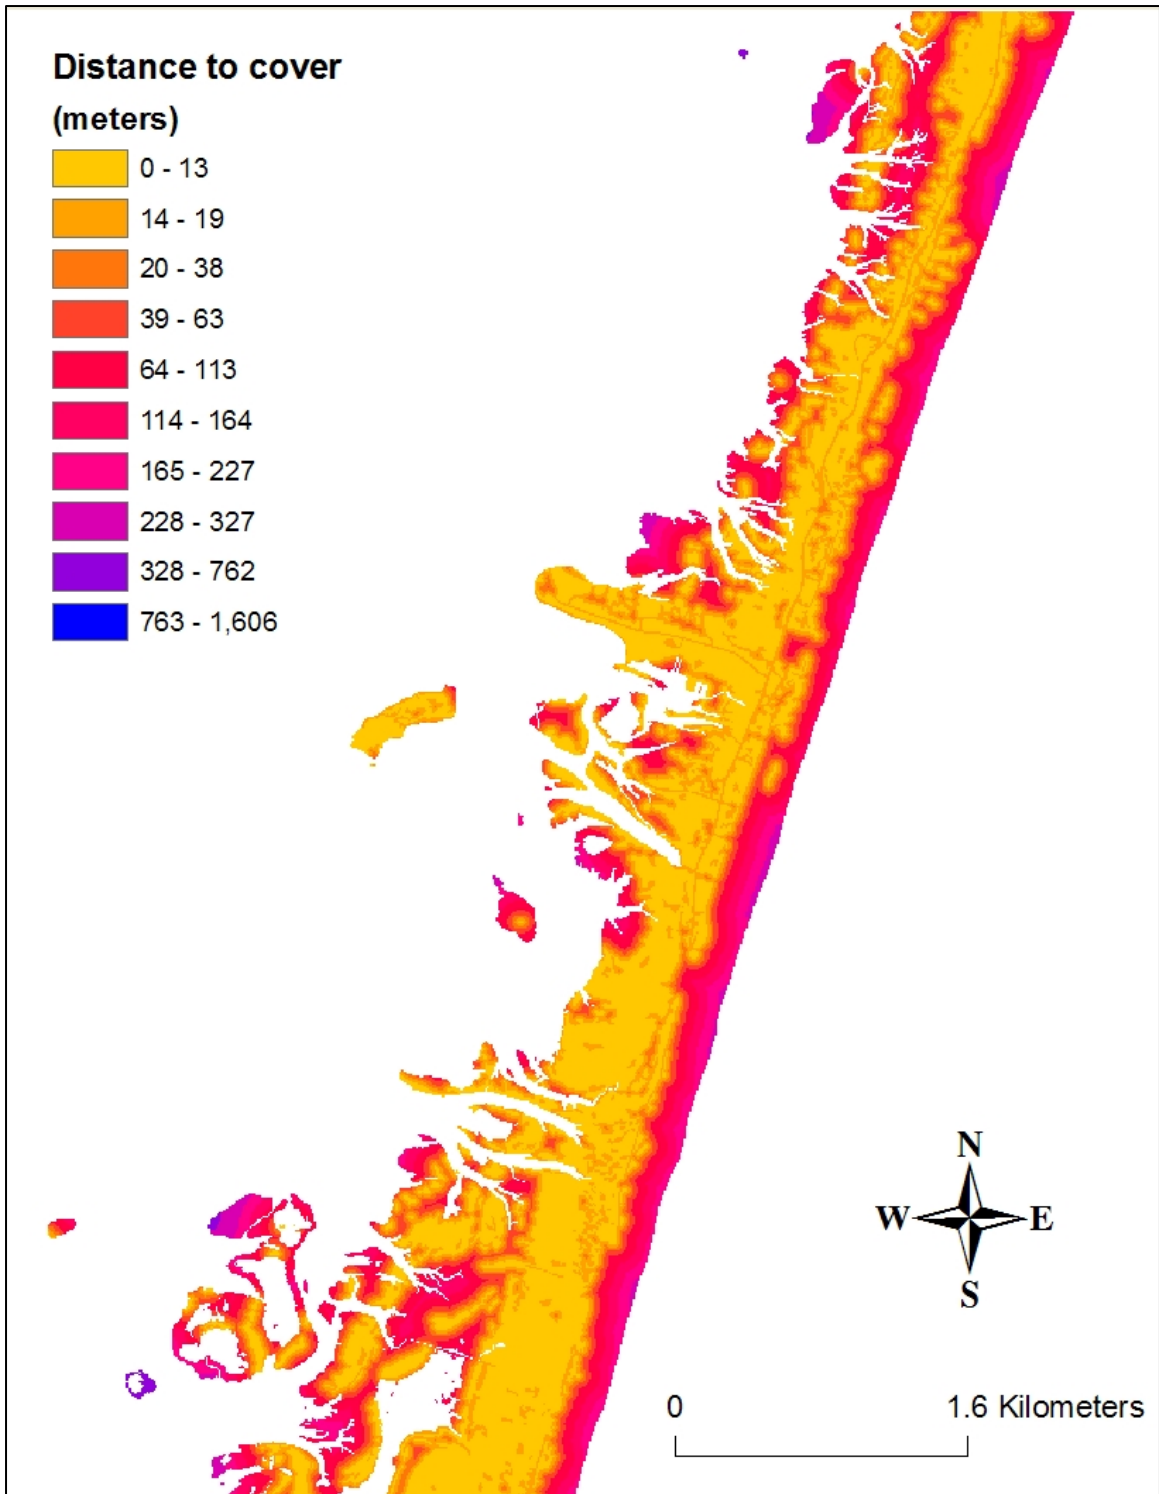 Distance to cover
(meters)
0 - 13
14 - 19
20 - 38
39 - 63
64 - 113
114 - 164
165 - 227
228 - 327
328 - 762
763 - 1,606
N
W E
S
0 1.6 Kilometers